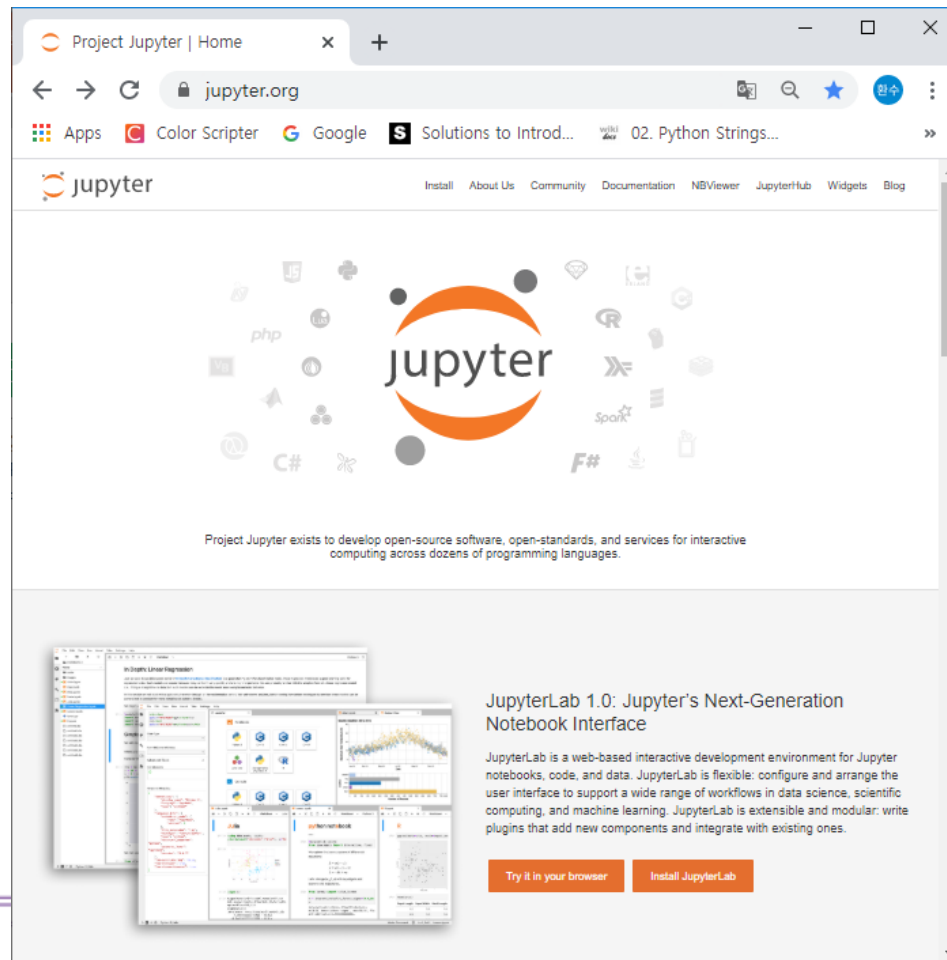 Project Jupyter | Home
jupyter.org
환수
Apps Color Scripter Google Solutions to Introd... 02. Python Strings...
jupyter Install About Us Community Documentation NBViewer JupyterHub Widgets Blog
php
C#
R
Spark
F#
jupyter
Project Jupyter exists to develop open-source software, open-standards, and services for interactive
computing across dozens of programming languages.
In Depth: Linear Regression
JupyterLab 1.0: Jupyter's Next-Generation
Notebook Interface
JupyterLab is a web-based interactive development environment for Jupyter
notebooks, code, and data. JupyterLab is flexible: configure and arrange the
user interface to support a wide range of workflows in data science, scientific
computing, and machine learning. JupyterLab is extensible and modular: write
plugins that add new components and integrate with existing ones.
Try it in your browser Install JupyterLab